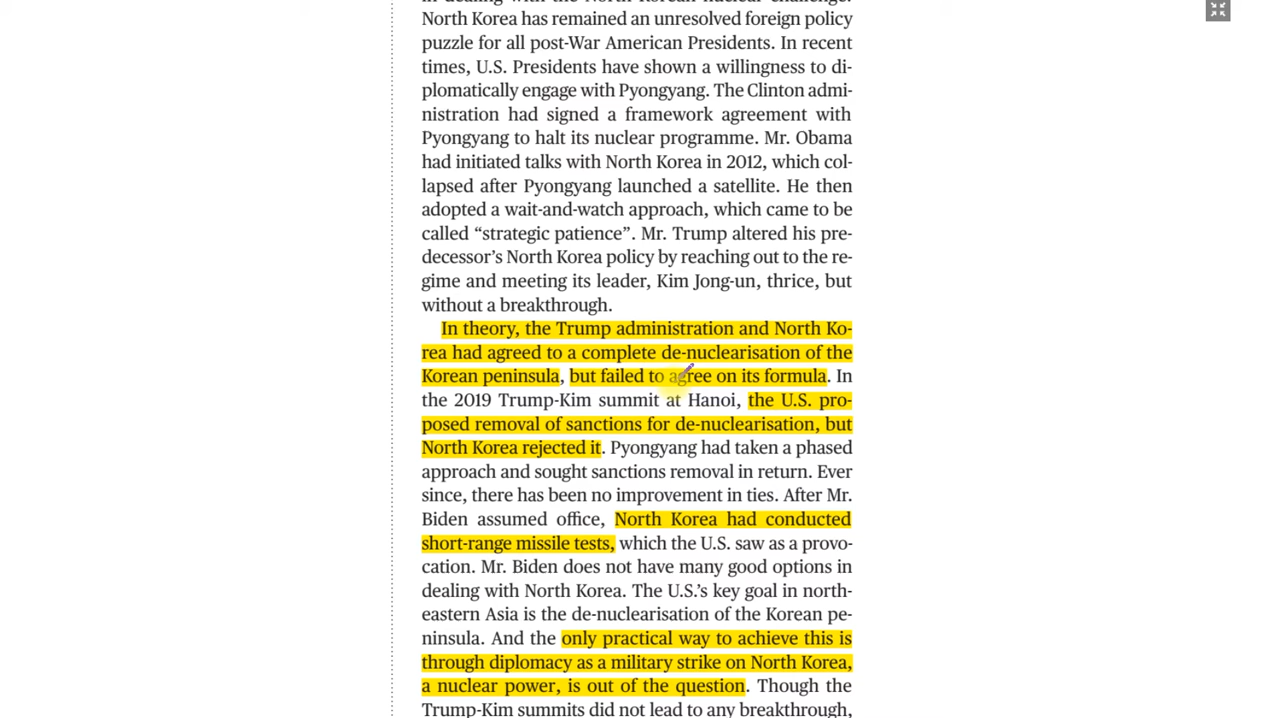 in dealing with the North Korean nuclear challenge.
North Korea has remained an unresolved foreign policy
puzzle for all post-War American Presidents. In recent
times, U.S. Presidents have shown a willingness to di-
plomatically engage with Pyongyang. The Clinton admi-
nistration had signed a framework agreement with
Pyongyang to halt its nuclear programme. Mr. Obama
had initiated talks with North Korea in 2012, which col-
lapsed after Pyongyang launched a satellite. He then
adopted a wait-and-watch approach, which came to be
called “strategic patience”. Mr. Trump altered his pre-
decessor’s North Korea policy by reaching out to the re-
gime and meeting its leader, Kim Jong-un, thrice, but
without a breakthrough.
In theory, the Trump administration and North Ko-
rea had agreed to a complete de-nuclearisation of the
Korean peninsula, but failed to agree on its formula. In
the 2019 Trump-Kim summit at Hanoi, the U.S. pro-
posed removal of sanctions for de-nuclearisation, but
North Korea rejected it. Pyongyang had taken a phased
approach and sought sanctions removal in return. Ever
since, there has been no improvement in ties. After Mr.
Biden assumed office, North Korea had conducted
short-range missile tests, which the U.S. saw as a provo-
cation. Mr. Biden does not have many good options in
dealing with North Korea. The U.S.’s key goal in north-
eastern Asia is the de-nuclearisation of the Korean pe-
ninsula. And the only practical way to achieve this is
through diplomacy as a military strike on North Korea,
a nuclear power, is out of the question. Though the
Trump-Kim summits did not lead to any breakthrough,